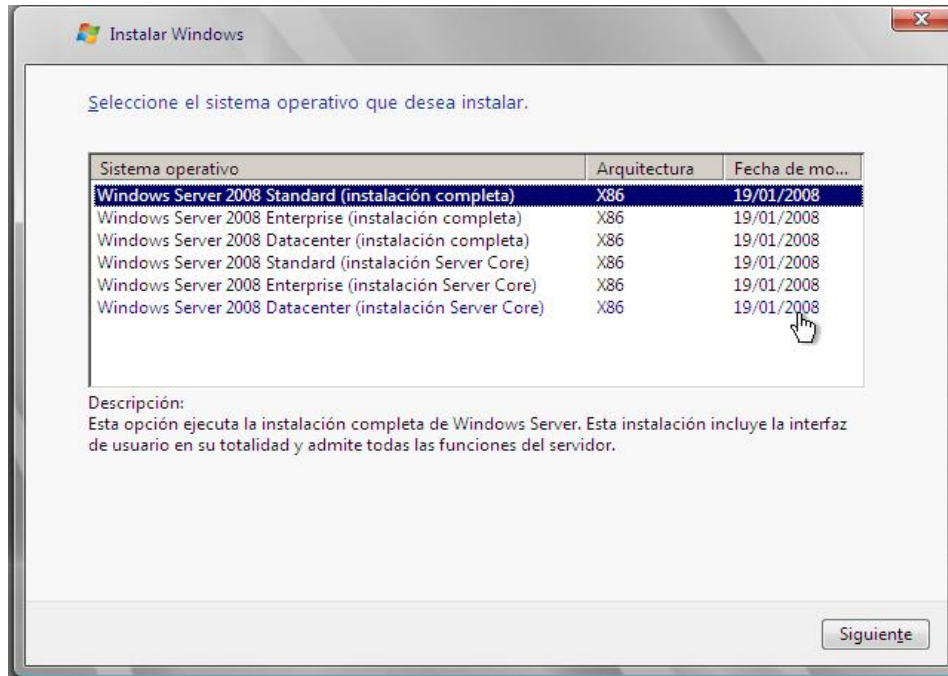 Instalar Windows
Seleccione el sistema operativo que desea instalar.
Sistema operativo Arquitectura Fecha de mo...
Windows Server 2008 Standard (instalación completa) X86 19/01/2008
Windows Server 2008 Enterprise (instalación completa) X86 19/01/2008
Windows Server 2008 Datacenter (instalación completa) X86 19/01/2008
Windows Server 2008 Standard (instalación Server Core) X86 19/01/2008
Windows Server 2008 Enterprise (instalación Server Core) X86 19/01/2008
Windows Server 2008 Datacenter (instalación Server Core) X86 19/01/2008
Descripción:
Esta opción ejecuta la instalación completa de Windows Server. Esta instalación incluye la interfaz
de usuario en su totalidad y admite todas las funciones del servidor.
Siguiente